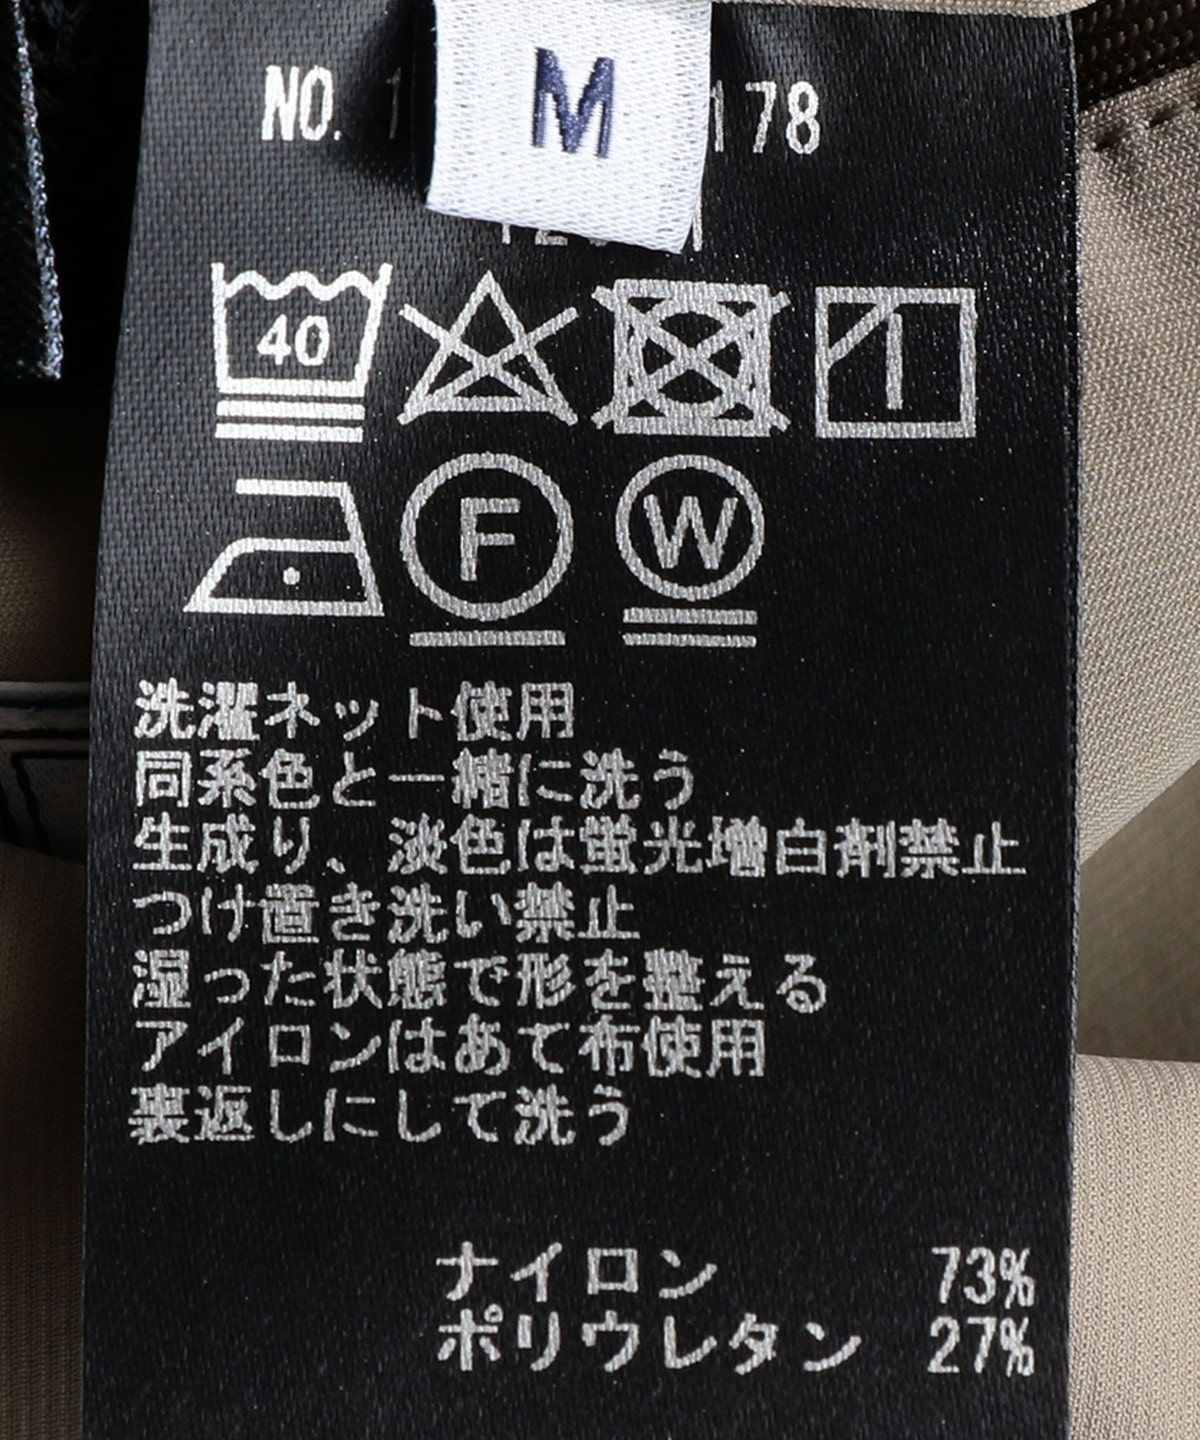 M
NO. 1 178
40
F W
洗濯ネット使用
同系色と一緒に洗う
生成り、淡色は蛍光増白剤禁止
つけ置き洗い禁止
湿った状態で形を整える
アイロンはあて布使用
裏返しにして洗う
ナイロン 73%
ポリウレタン 27%